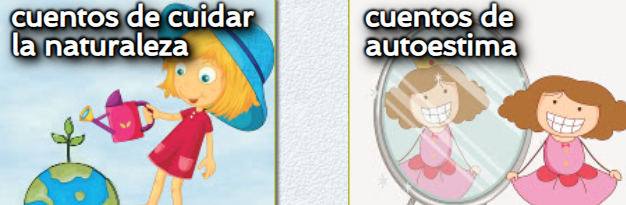 cuentos de cuidar
la naturaleza
cuentos de
autoestima